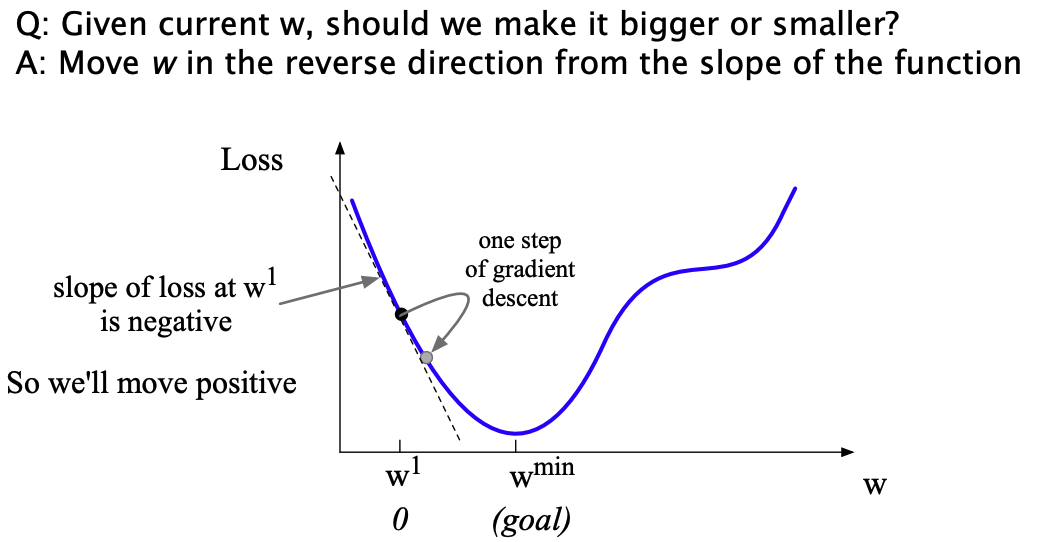 Q: Given current w, should we make it bigger or smaller?
A: Move w in the reverse direction from the slope of the function
Loss
one step
of gradient
descent
slope of loss at w1
is negative
So we'll move positive
w1
wmin
w
0
(goal)